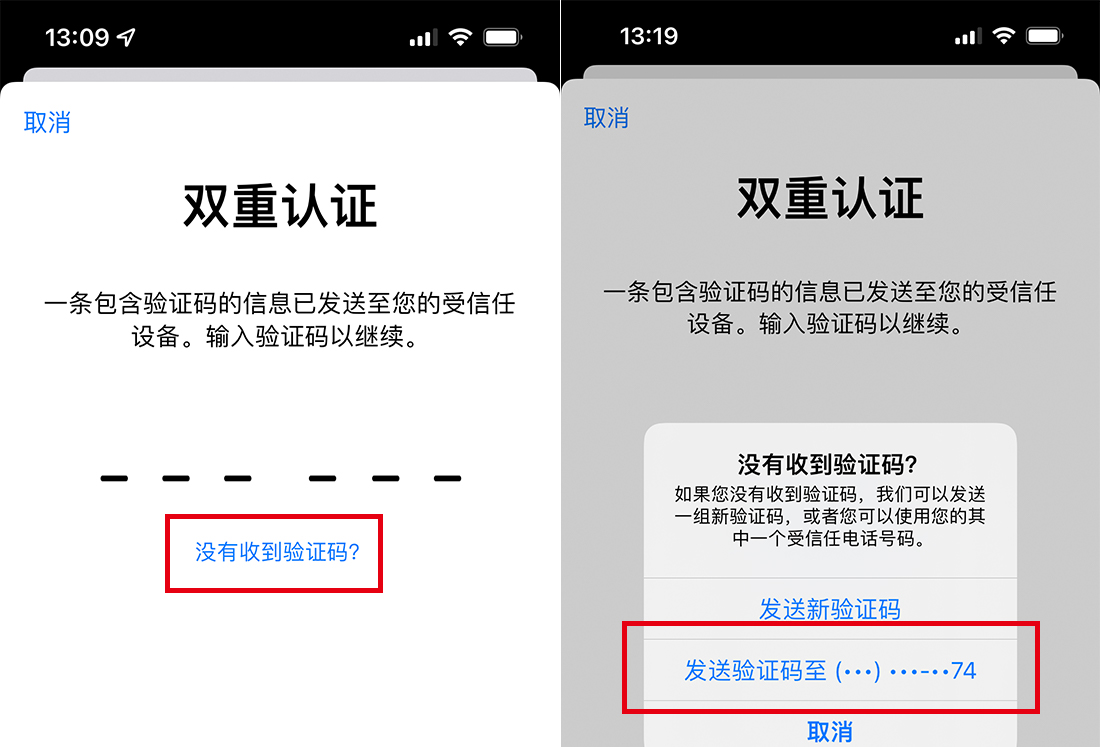 13:09
取消
双重认证
一条包含验证码的信息已发送至您的受信任
设备。输入验证码以继续。
没有收到验证码?
13:19
取消
双重认证
一条包含验证码的信息已发送至您的受信任
设备。输入验证码以继续。
没有收到验证码?
如果您没有收到验证码，我们可以发送
一组新验证码，或者您可以使用您的其
中一个受信任电话号码。
发送新验证码
发送验证码至 (•••) •••-••74
取消